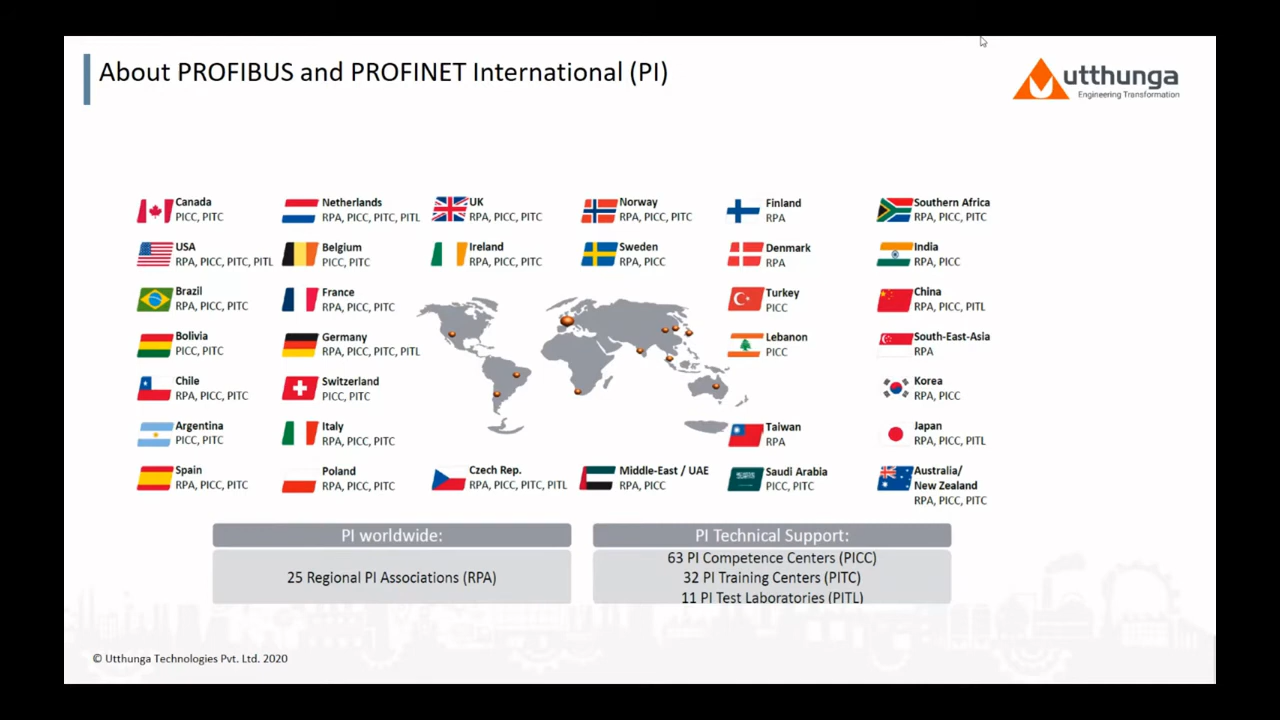 About PROFIBUS and PROFINET International (PI)
utthunga
Engineering Transformation
Canada
PICC, PITC
Netherlands
RPA, PICC, PITC, PITL
UK
RPA, PICC, PITC
Norway
RPA, PICC, PITC
Finland
RPA
Southern Africa
RPA, PICC, PITC
USA
RPA, PICC, PITC, PITL
Belgium
PICC, PITC
Ireland
RPA, PICC, PITC
Sweden
RPA, PICC
Denmark
RPA
India
RPA, PICC
Brazil
RPA, PICC, PITC
France
RPA, PICC, PITC
Turkey
PICC
China
RPA, PICC, PITL
Bolivia
PICC, PITC
Germany
RPA, PICC, PITC, PITL
Lebanon
PICC
South-East-Asia
RPA
Chile
RPA, PICC, PITC
Switzerland
PICC, PITC
Korea
RPA, PICC
Argentina
PICC, PITC
Italy
RPA, PICC, PITC
Taiwan
RPA
Japan
RPA, PICC, PITL
Spain
RPA, PICC, PITC
Poland
RPA, PICC, PITC
Czech Rep.
RPA, PICC, PITC, PITL
Middle-East / UAE
RPA, PICC
Saudi Arabia
PICC, PITC
Australia/
New Zealand
RPA, PICC, PITC
PI worldwide:
25 Regional PI Associations (RPA)
PI Technical Support:
63 PI Competence Centers (PICC)
32 PI Training Centers (PITC)
11 PI Test Laboratories (PITL)
© Utthunga Technologies Pvt. Ltd. 2020